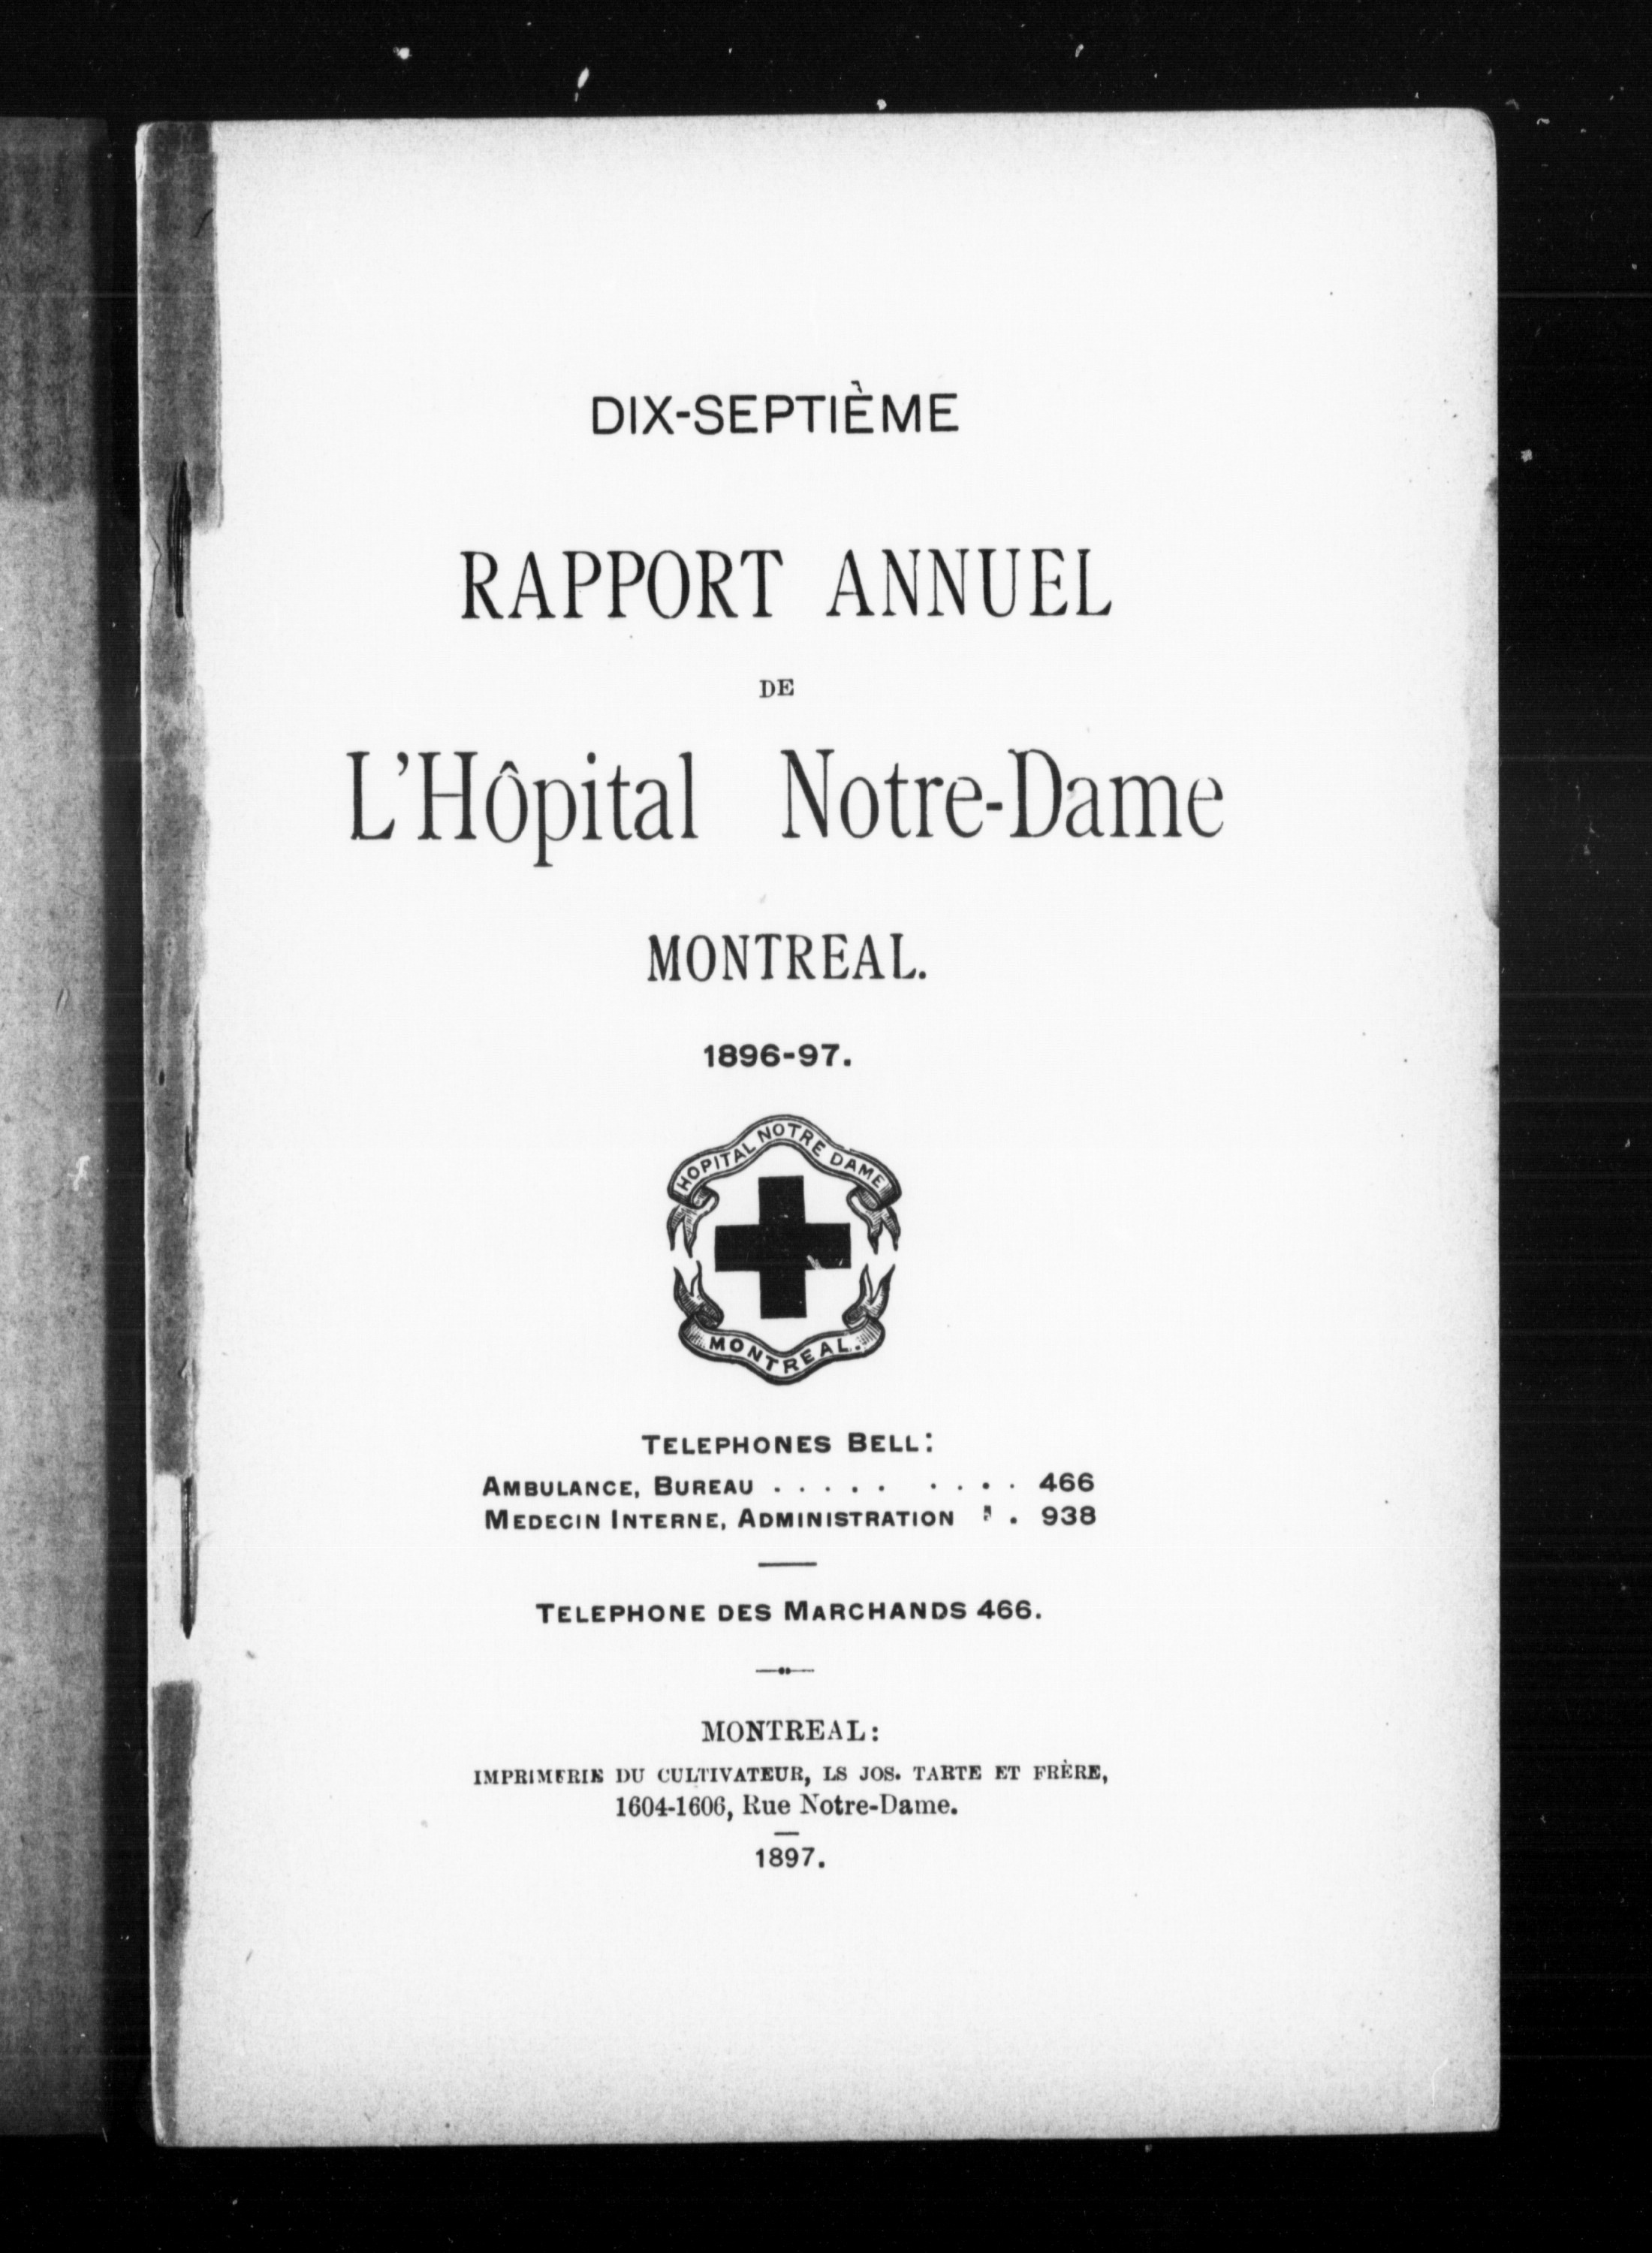 DIX-SEPTIÈME
RAPPORT ANNUEL
DE
L'Hôpital Notre-Dame
MONTREAL.
1896-97.
HOPITAL NOTRE DAME
MONTREAL.
TELEPHONES BELL:
AMBULANCE, BUREAU . . . . . . . . . 466
MEDECIN INTERNE, ADMINISTRATION . . 938
TELEPHONE DES MARCHANDS 466.
MONTREAL:
IMPRIMERIE DU CULTIVATEUR, LS JOS. TARTE ET FRÈRE,
1604-1606, Rue Notre-Dame.
1897.